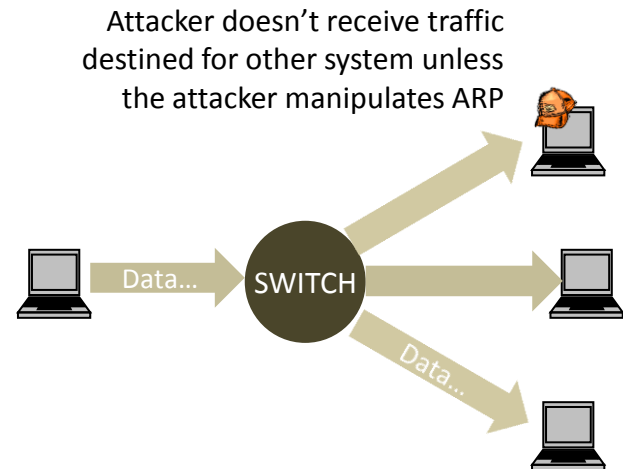 Attacker doesn’t receive traffic
destined for other system unless
the attacker manipulates ARP
Data...
SWITCH
Data...